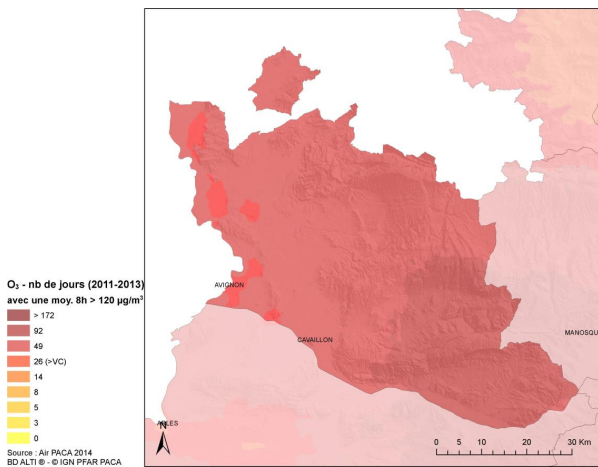 O₃ - nb de jours (2011-2013)
avec une moy. 8h > 120 µg/m³
> 172
92
49
26 (>VC)
14
8
5
3
0
Source : Air PACA 2014
BD ALTI ® - © IGN PFAR PACA
AVIGNON
CAVAILLON
MANOSQU
ARLES
N
0 5 10 20 30 Km